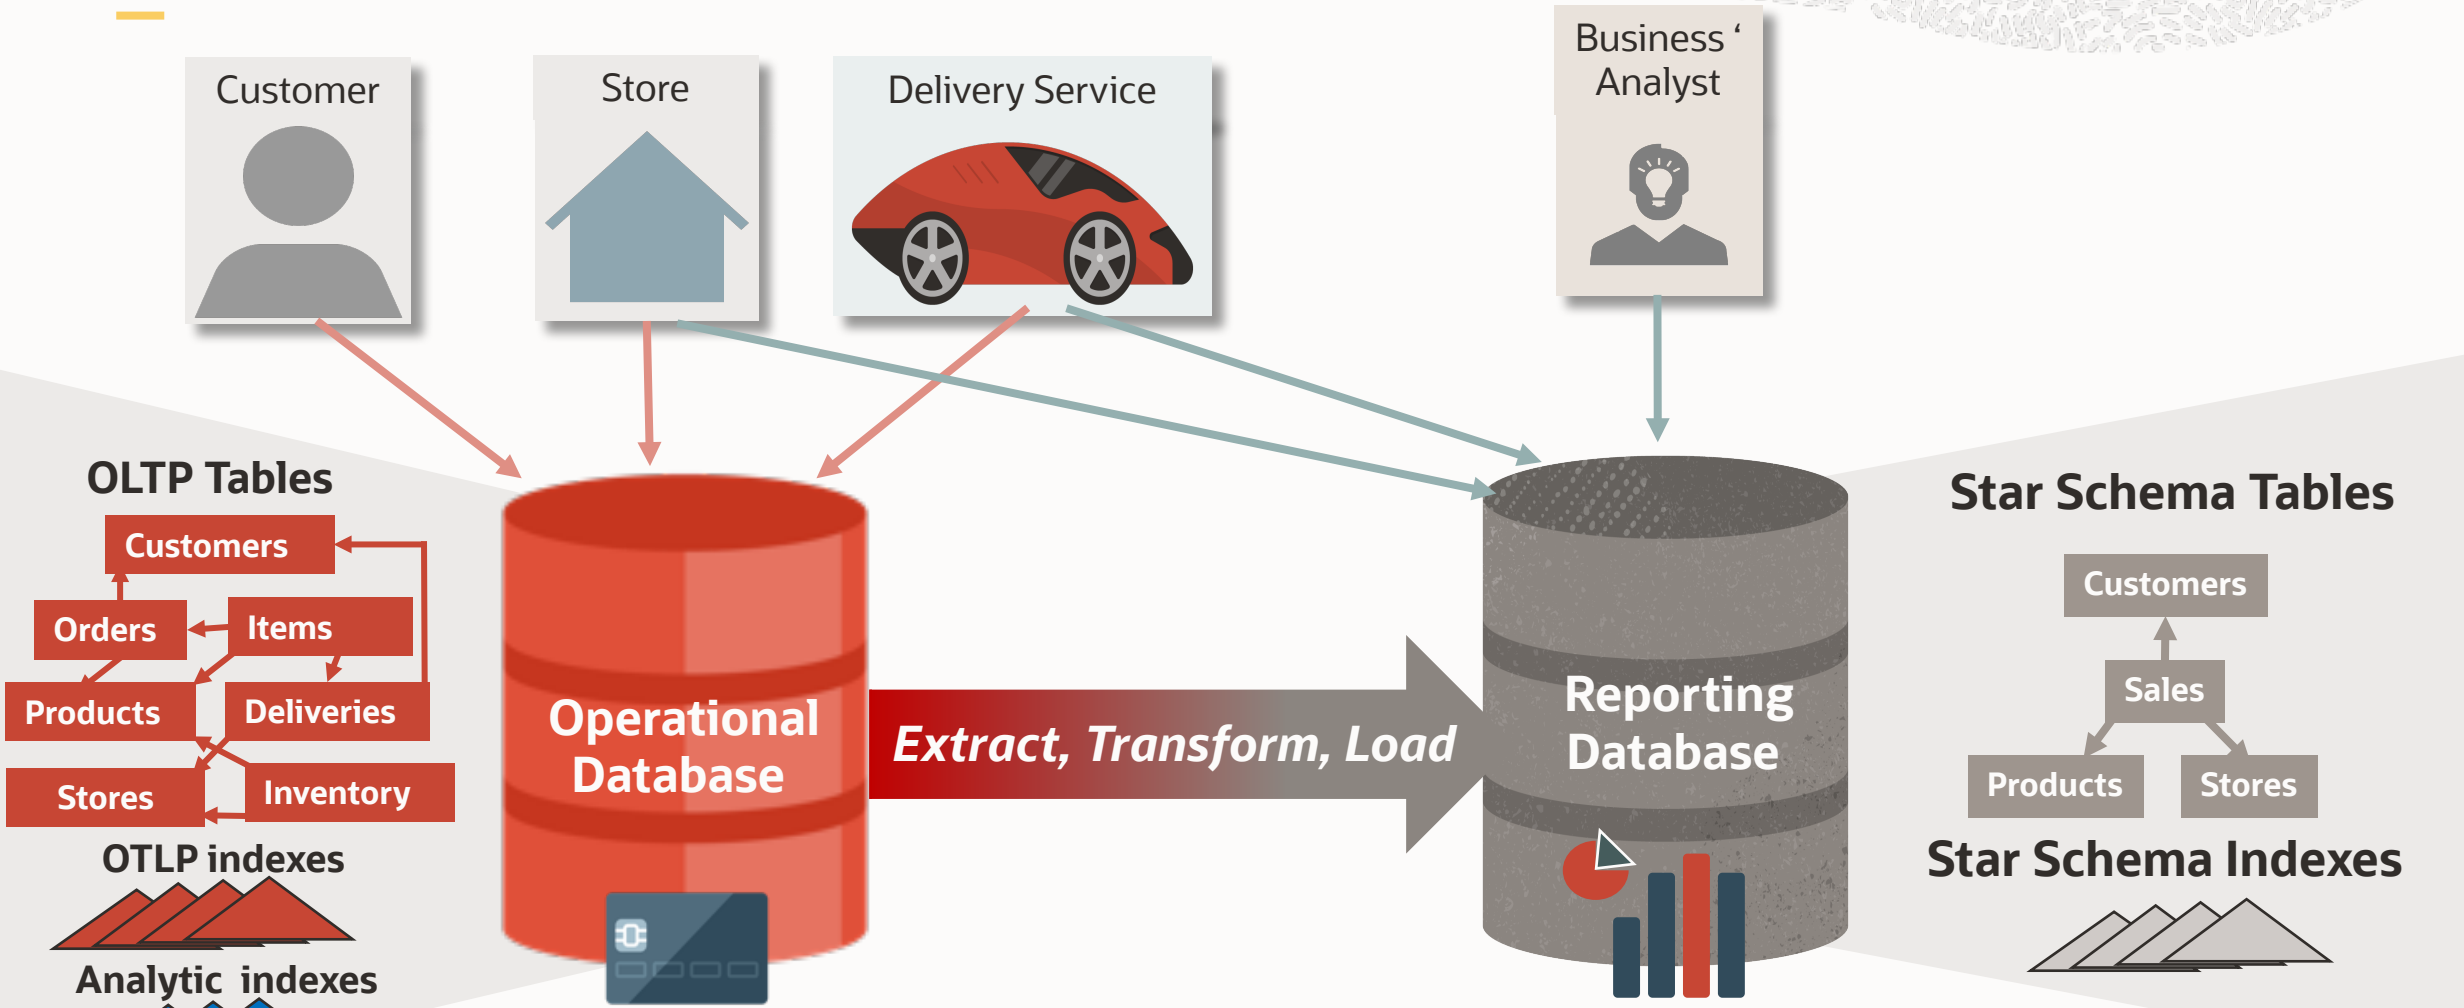 Customer
Store
Delivery Service
Business ‘
Analyst
OLTP Tables
Customers
Orders
Items
Products
Deliveries
Stores
Inventory
OTLP indexes
Analytic indexes
Operational
Database
Extract, Transform, Load
Reporting
Database
Star Schema Tables
Customers
Sales
Products
Stores
Star Schema Indexes